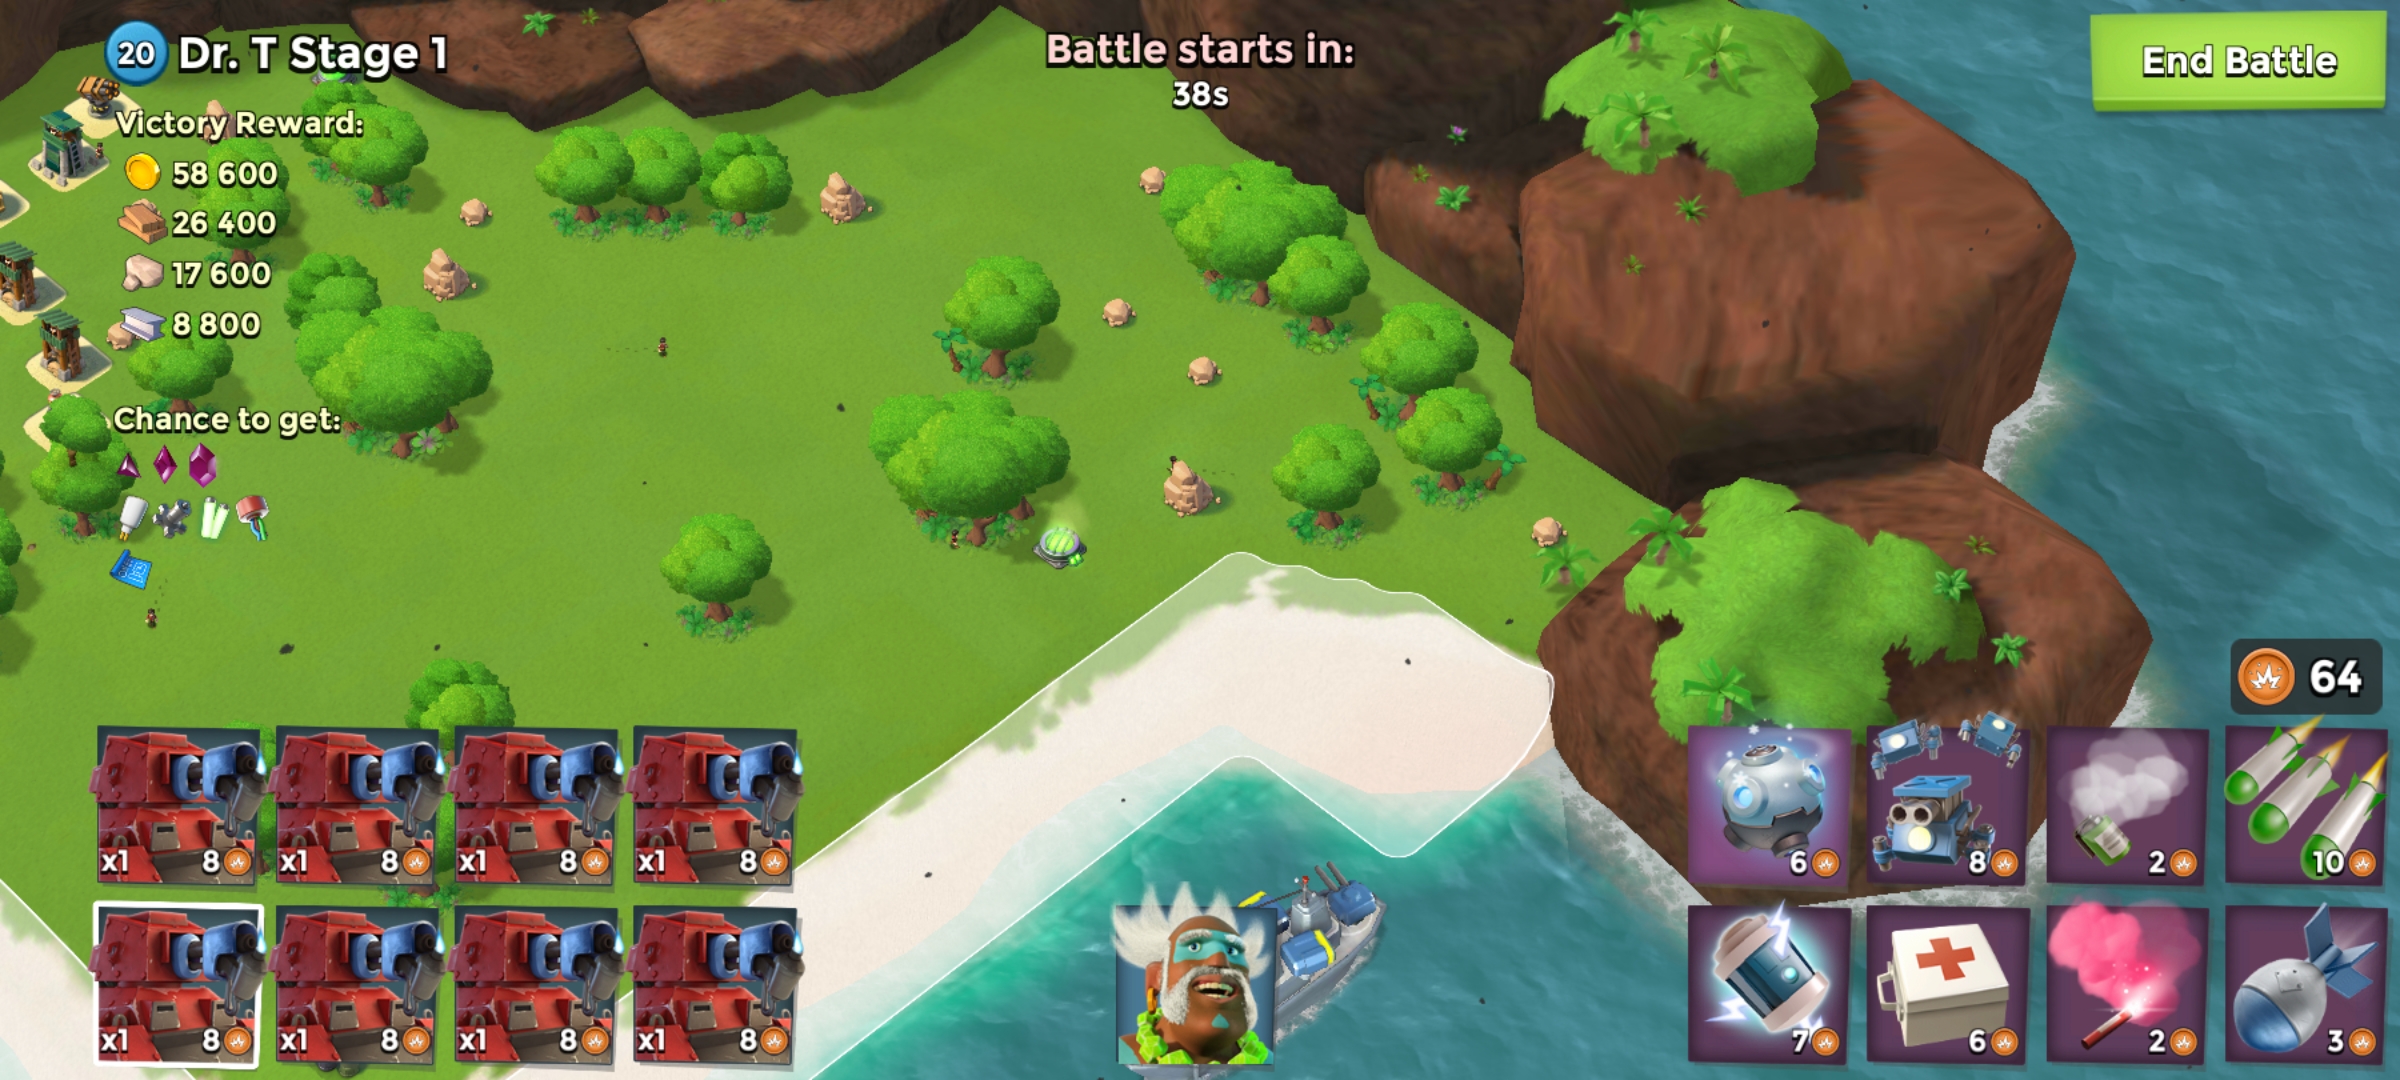 20 Dr. T Stage 1
Battle starts in:
38s
End Battle
Victory Reward:
58 600
26 400
17 600
8 800
Chance to get:
64
x1 8
x1 8
x1 8
x1 8
6
8
2
10
x1 8
x1 8
x1 8
x1 8
7
6
2
3